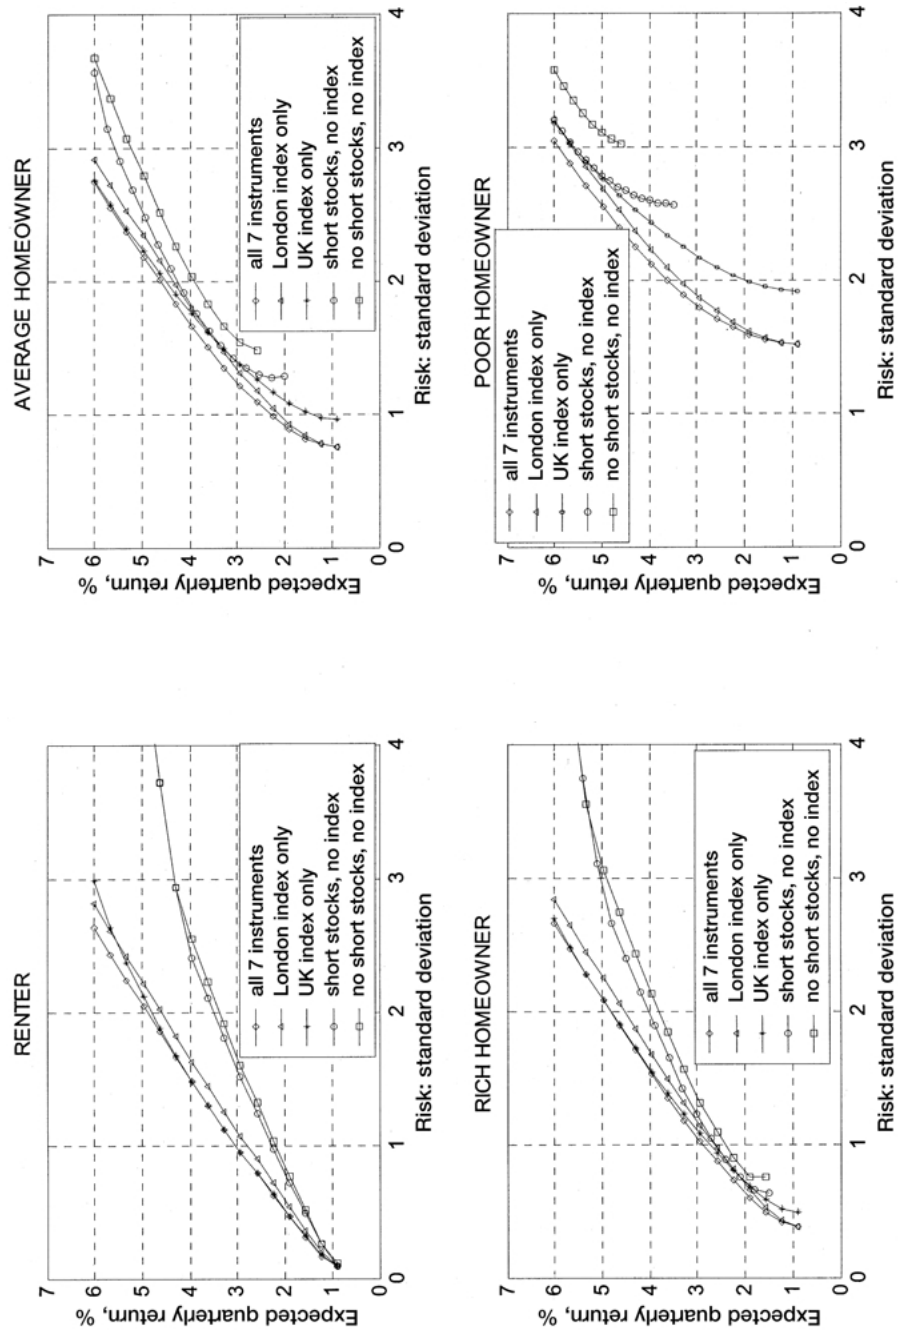 RENTER
Expected quarterly return, %
7
6
5
4
3
2
1
0
all 7 instruments
London index only
UK index only
short stocks, no index
no short stocks, no index
0 1 2 3 4
Risk: standard deviation
AVERAGE HOMEOWNER
Expected quarterly return, %
7
6
5
4
3
2
1
0
all 7 instruments
London index only
UK index only
short stocks, no index
no short stocks, no index
0 1 2 3 4
Risk: standard deviation
RICH HOMEOWNER
Expected quarterly return, %
7
6
5
4
3
2
1
0
all 7 instruments
London index only
UK index only
short stocks, no index
no short stocks, no index
0 1 2 3 4
Risk: standard deviation
POOR HOMEOWNER
Expected quarterly return, %
7
6
5
4
3
2
1
0
all 7 instruments
London index only
UK index only
short stocks, no index
no short stocks, no index
0 1 2 3 4
Risk: standard deviation